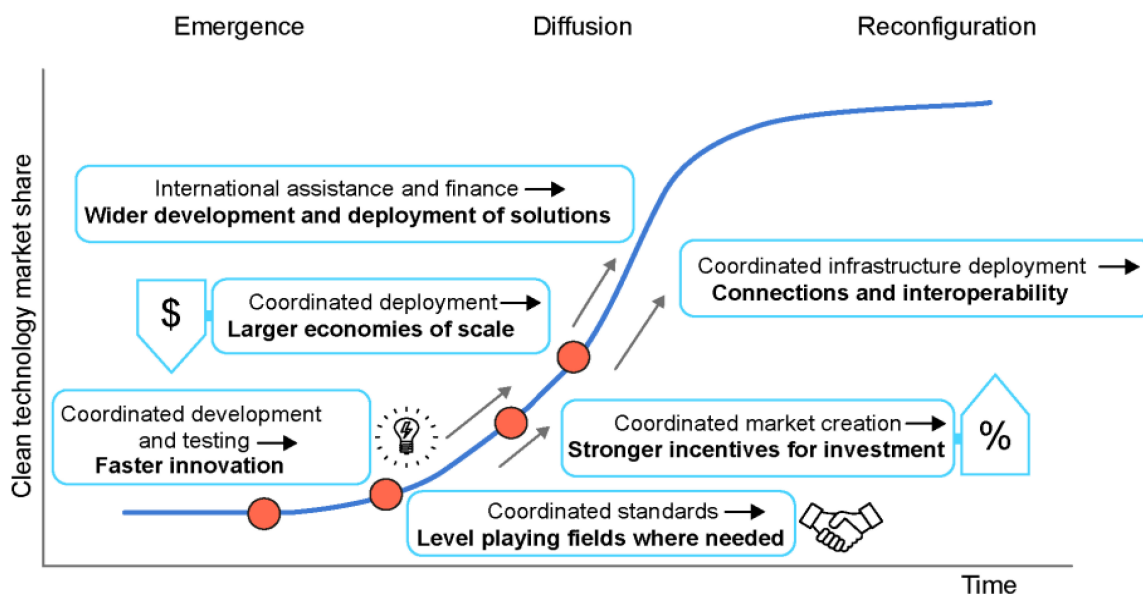 Emergence
Diffusion
Reconfiguration
Clean technology market share
International assistance and finance →
Wider development and deployment of solutions
Coordinated infrastructure deployment →
Connections and interoperability
$
Coordinated deployment →
Larger economies of scale
Coordinated development
and testing →
Faster innovation
Coordinated market creation →
Stronger incentives for investment
%
Coordinated standards →
Level playing fields where needed
Time